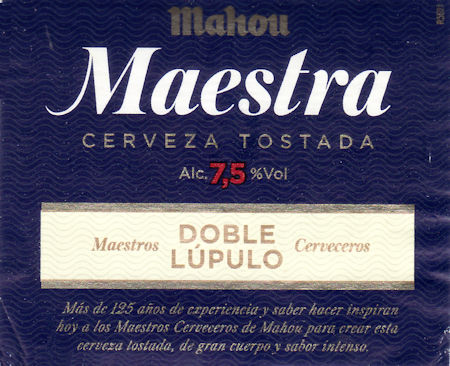 Mahou
Maestra
CERVEZA TOSTADA
Alc. 7,5 %Vol
Maestros DOBLE LÚPULO Cerveceros
Más de 125 años de experiencia y saber hacer inspiran
hoy a los Maestros Cerveceros de Mahou para crear esta
cerveza tostada, de gran cuerpo y sabor intenso.